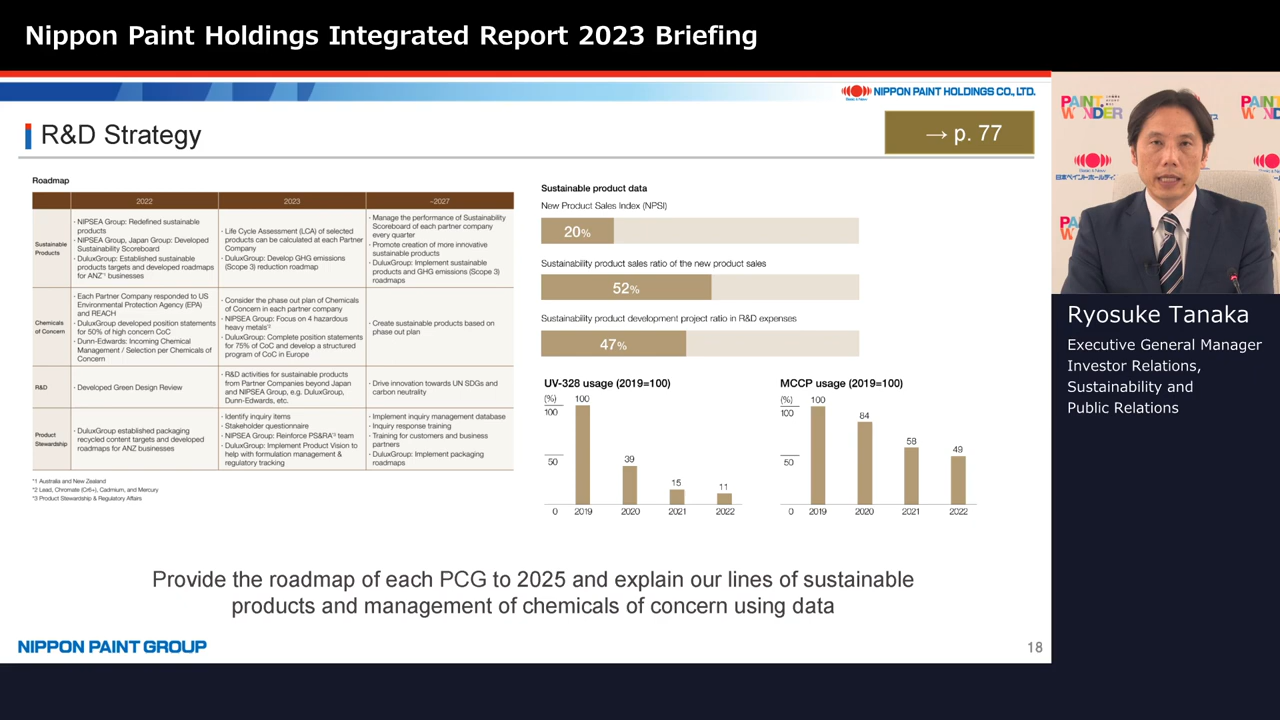 Nippon Paint Holdings Integrated Report 2023 Briefing
NIPPON PAINT HOLDINGS CO., LTD.
R&D Strategy
→ p. 77
Roadmap
2022
2023
~2027
Sustainable
Products
· NIPSEA Group: Redefined sustainable
products
· NIPSEA Group, Japan Group: Developed
Sustainability Scoreboard
· DuluxGroup: Established sustainable
products targets and developed roadmaps
for ANZ*1 businesses
· Life Cycle Assessment (LCA) of selected
products can be calculated at each Partner
Company
· DuluxGroup: Develop GHG emissions
(Scope 3) reduction roadmap
· Manage the performance of Sustainability
Scoreboard of each partner company
every quarter
· Promote creation of more innovative
sustainable products
· DuluxGroup: Implement sustainable
products and GHG emissions (Scope 3)
roadmaps
Chemicals
of Concern
· Each Partner Company responded to US
Environmental Protection Agency (EPA)
and REACH
· DuluxGroup developed position statements
for 50% of high concern CoC
· Dunn-Edwards: Incoming Chemical
Management / Selection per Chemicals of
Concern
· Consider the phase out plan of Chemicals
of Concern in each partner company
· NIPSEA Group: Focus on 4 hazardous
heavy metals*2
· DuluxGroup: Complete position statements
for 75% of CoC and develop a structured
program of CoC in Europe
· Create sustainable products based on
phase out plan
R&D
· Developed Green Design Review
· R&D activities for sustainable products
from Partner Companies beyond Japan
and NIPSEA Group, e.g. DuluxGroup,
Dunn-Edwards, etc.
· Drive innovation towards UN SDGs and
carbon neutrality
Product
Stewardship
· DuluxGroup established packaging
recycled content targets and developed
roadmaps for ANZ businesses
· Identify inquiry items
· Stakeholder questionnaire
· NIPSEA Group: Reinforce PS&RA*3 team
· DuluxGroup: Implement Product Vision to
help with formulation management &
regulatory tracking
· Implement inquiry management database
· Inquiry response training
· Training for customers and business
partners
· DuluxGroup: Implement packaging
roadmaps
*1 Australia and New Zealand
*2 Lead, Chromate (Cr6+), Cadmium, and Mercury
*3 Product Stewardship & Regulatory Affairs
Sustainable product data
New Product Sales Index (NPSI)
20%
Sustainability product sales ratio of the new product sales
52%
Sustainability product development project ratio in R&D expenses
47%
UV-328 usage (2019=100)
(%)
100
50
0
100
39
15
11
2019
2020
2021
2022
MCCP usage (2019=100)
(%)
100
50
0
100
84
58
49
2019
2020
2021
2022
Provide the roadmap of each PCG to 2025 and explain our lines of sustainable
products and management of chemicals of concern using data
NIPPON PAINT GROUP
18
PAINT
WONDER
日本ペイントホールディ
Ryosuke Tanaka
Executive General Manager
Investor Relations,
Sustainability and
Public Relations